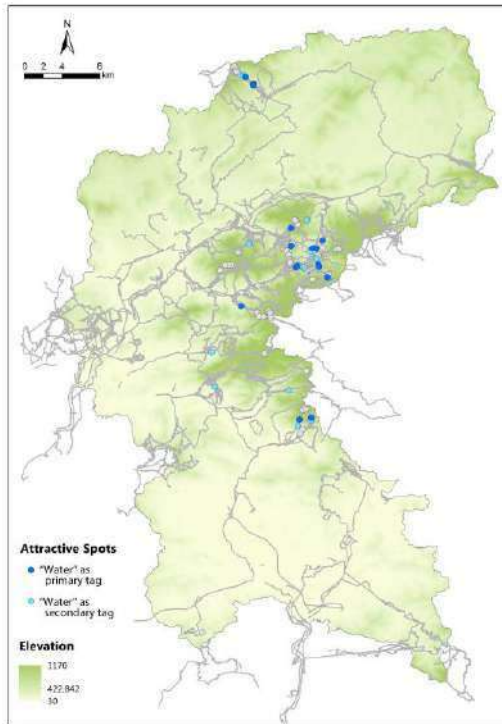 N
0 2 4 8
km
Attractive Spots
"Water" as
primary tag
"Water" as
secondary tag
Elevation
1170
422.842
30